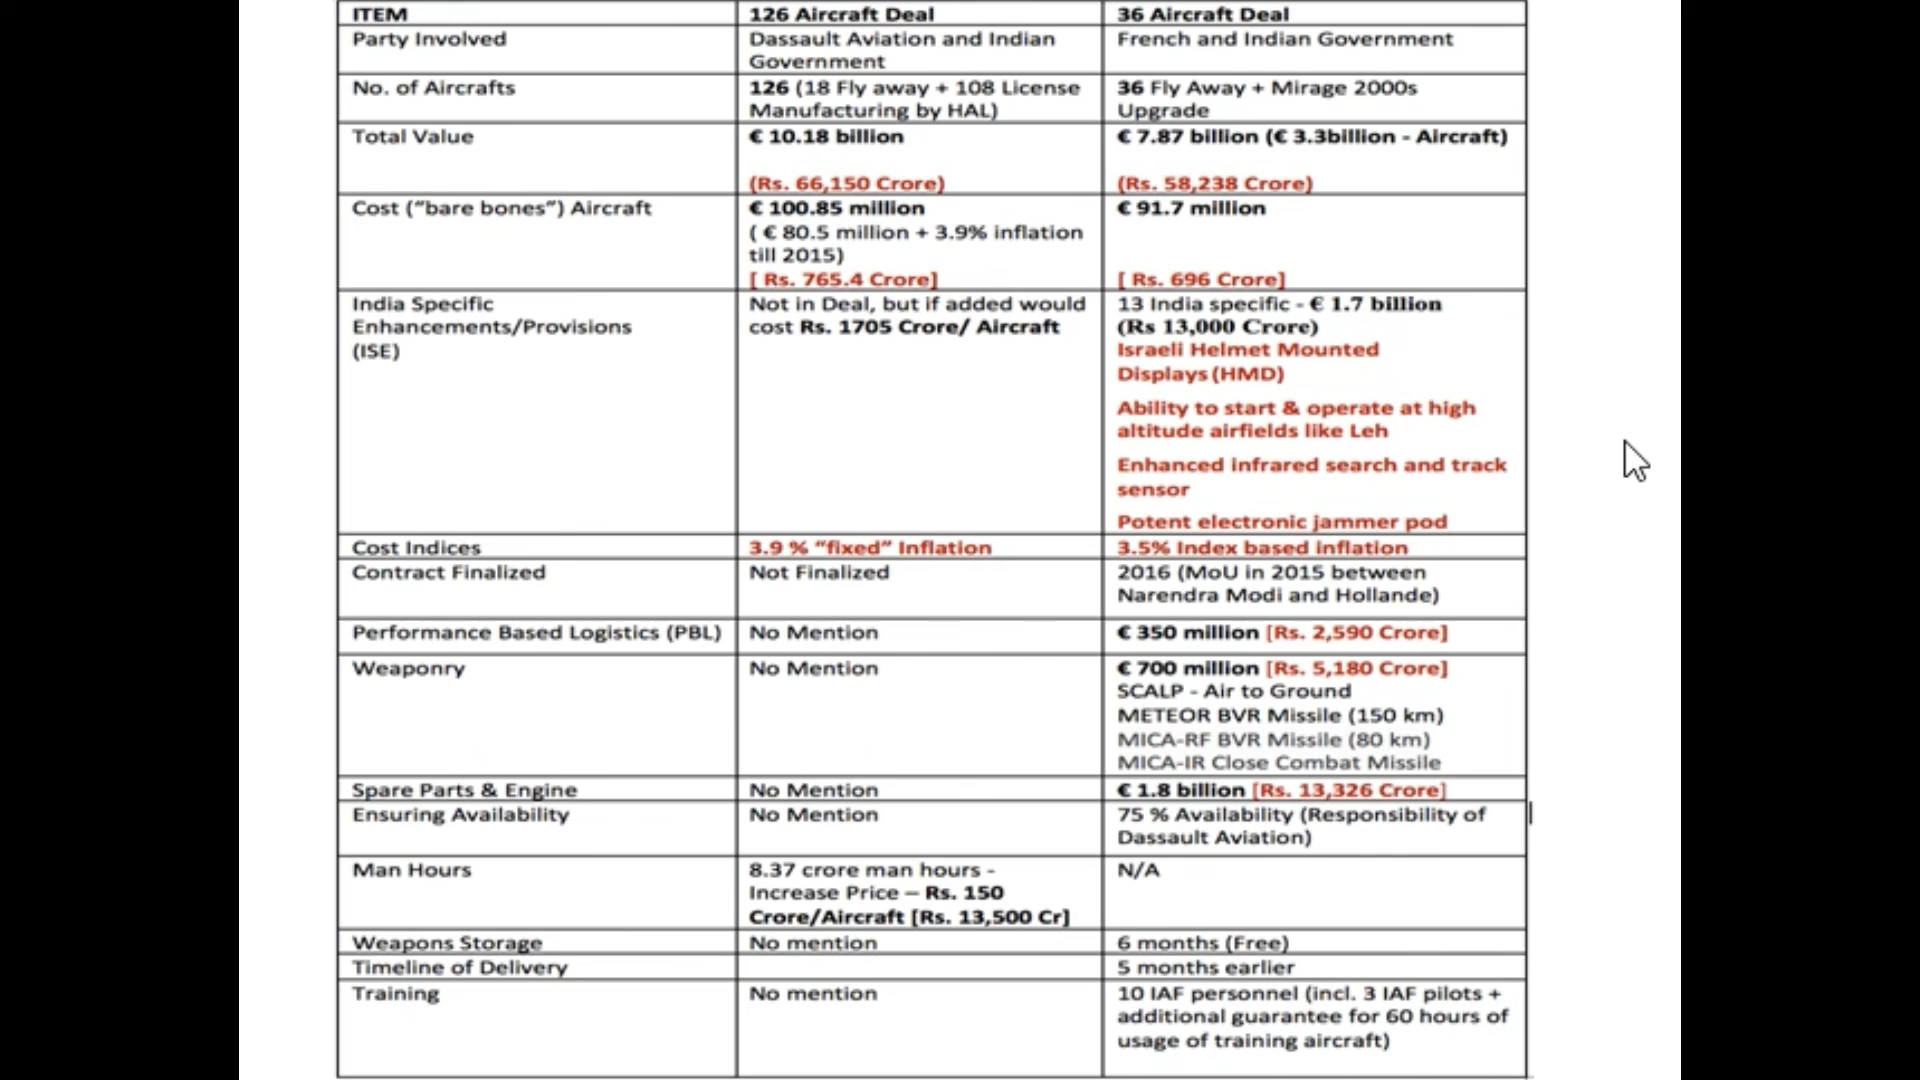 ITEM 126 Aircraft Deal 36 Aircraft Deal
Party Involved Dassault Aviation and Indian French and Indian Government
Government
No. of Aircrafts 126 (18 Fly away + 108 License 36 Fly Away + Mirage 2000s
Manufacturing by HAL) Upgrade
Total Value € 10.18 billion € 7.87 billion (€ 3.3billion - Aircraft)
(Rs. 66,150 Crore) (Rs. 58,238 Crore)
Cost (“bare bones”) Aircraft € 100.85 million € 91.7 million
( € 80.5 million + 3.9% inflation
till 2015)
[ Rs. 765.4 Crore] [ Rs. 696 Crore]
India Specific Not in Deal, but if added would 13 India specific - € 1.7 billion
Enhancements/Provisions cost Rs. 1705 Crore/ Aircraft (Rs 13,000 Crore)
(ISE) Israeli Helmet Mounted
Displays (HMD)
Ability to start & operate at high
altitude airfields like Leh
Enhanced infrared search and track
sensor
Potent electronic jammer pod
Cost Indices 3.9 % “fixed” Inflation 3.5% Index based inflation
Contract Finalized Not Finalized 2016 (MoU in 2015 between
Narendra Modi and Hollande)
Performance Based Logistics (PBL) No Mention € 350 million [Rs. 2,590 Crore]
Weaponry No Mention € 700 million [Rs. 5,180 Crore]
SCALP - Air to Ground
METEOR BVR Missile (150 km)
MICA-RF BVR Missile (80 km)
MICA-IR Close Combat Missile
Spare Parts & Engine No Mention € 1.8 billion [Rs. 13,326 Crore]
Ensuring Availability No Mention 75 % Availability (Responsibility of
Dassault Aviation)
Man Hours 8.37 crore man hours - N/A
Increase Price – Rs. 150
Crore/Aircraft [Rs. 13,500 Cr]
Weapons Storage No mention 6 months (Free)
Timeline of Delivery 5 months earlier
Training No mention 10 IAF personnel (incl. 3 IAF pilots +
additional guarantee for 60 hours of
usage of training aircraft)